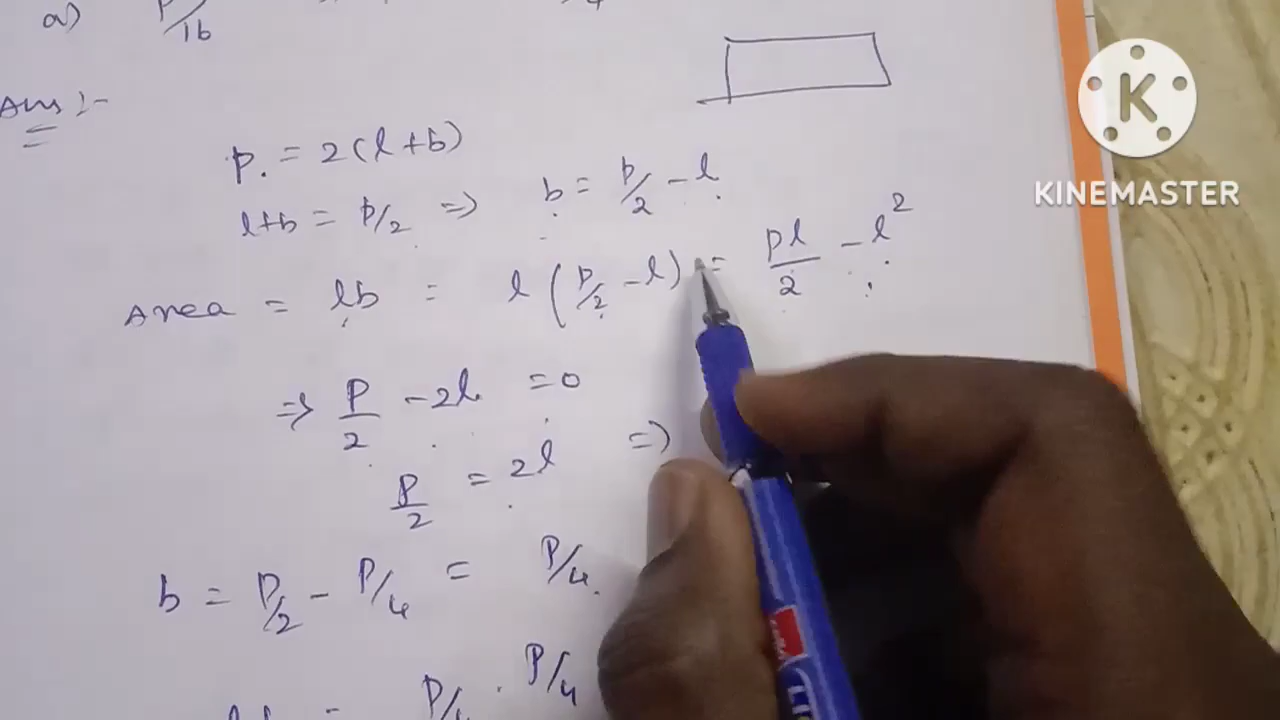 a) P/16
Ans :-
P. = 2(l+b)
l+b = P/2 => b = P/2 - l
Area = lb = l (P/2 - l) = Pl/2 - l²
=> P/2 - 2l = 0
P/2 = 2l =>
b = P/2 - P/4 = P/4.
= P/4 . P/4
K
KINEMASTER